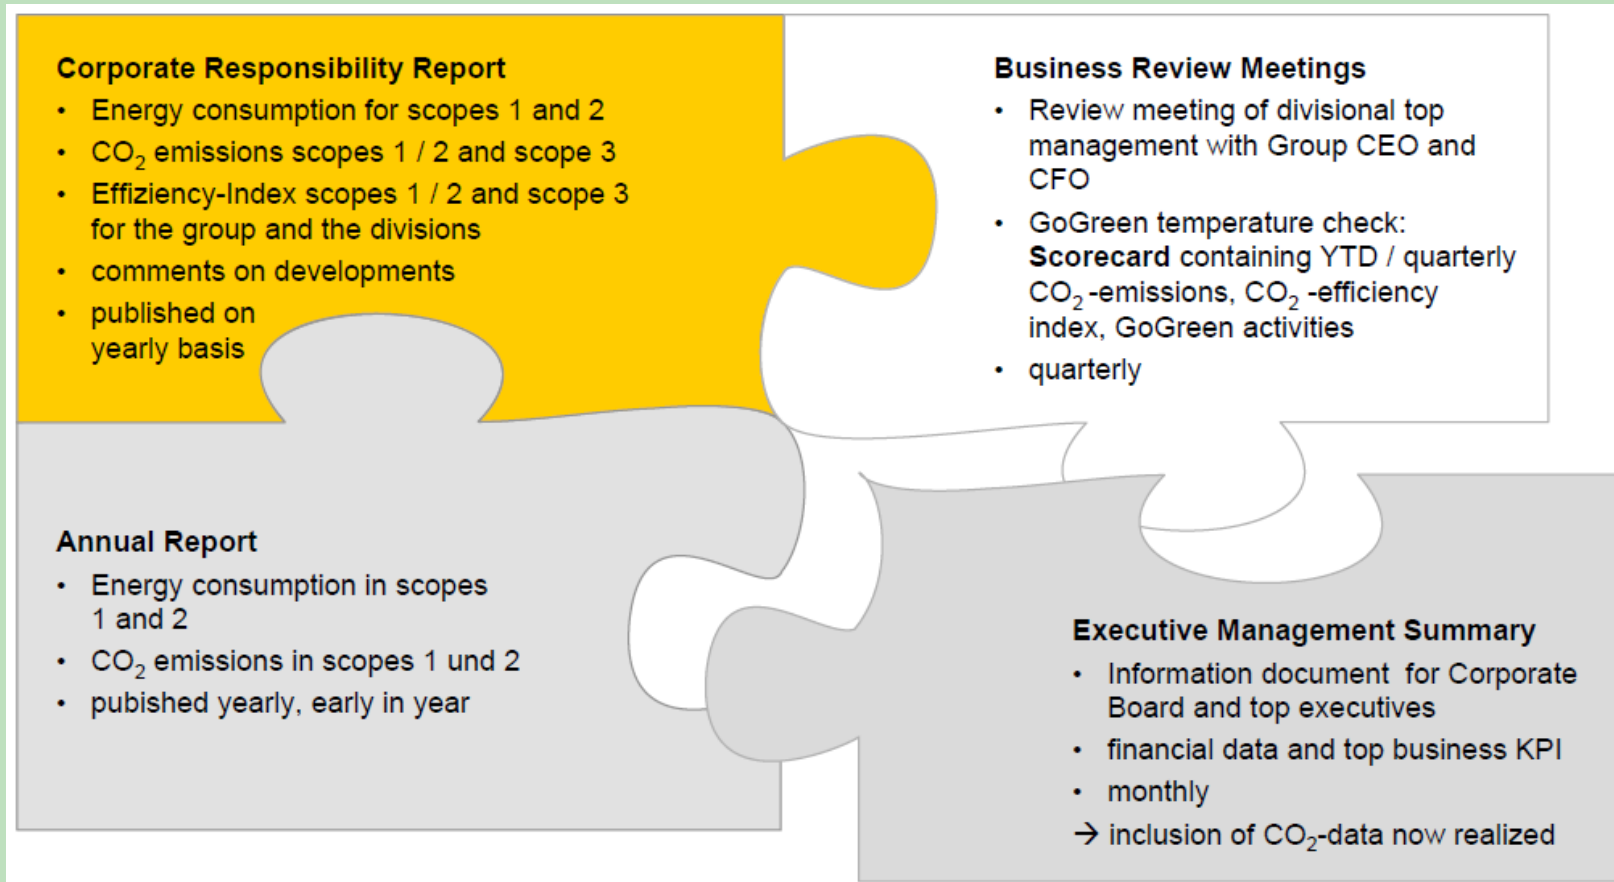 Corporate Responsibility Report
• Energy consumption for scopes 1 and 2
• CO₂ emissions scopes 1 / 2 and scope 3
• Effiziency-Index scopes 1 / 2 and scope 3
for the group and the divisions
• comments on developments
• published on
yearly basis
Business Review Meetings
• Review meeting of divisional top
management with Group CEO and
CFO
• GoGreen temperature check:
Scorecard containing YTD / quarterly
CO₂ -emissions, CO₂ -efficiency
index, GoGreen activities
• quarterly
Annual Report
• Energy consumption in scopes
1 and 2
• CO₂ emissions in scopes 1 und 2
• pubished yearly, early in year
Executive Management Summary
• Information document for Corporate
Board and top executives
• financial data and top business KPI
• monthly
→ inclusion of CO₂-data now realized